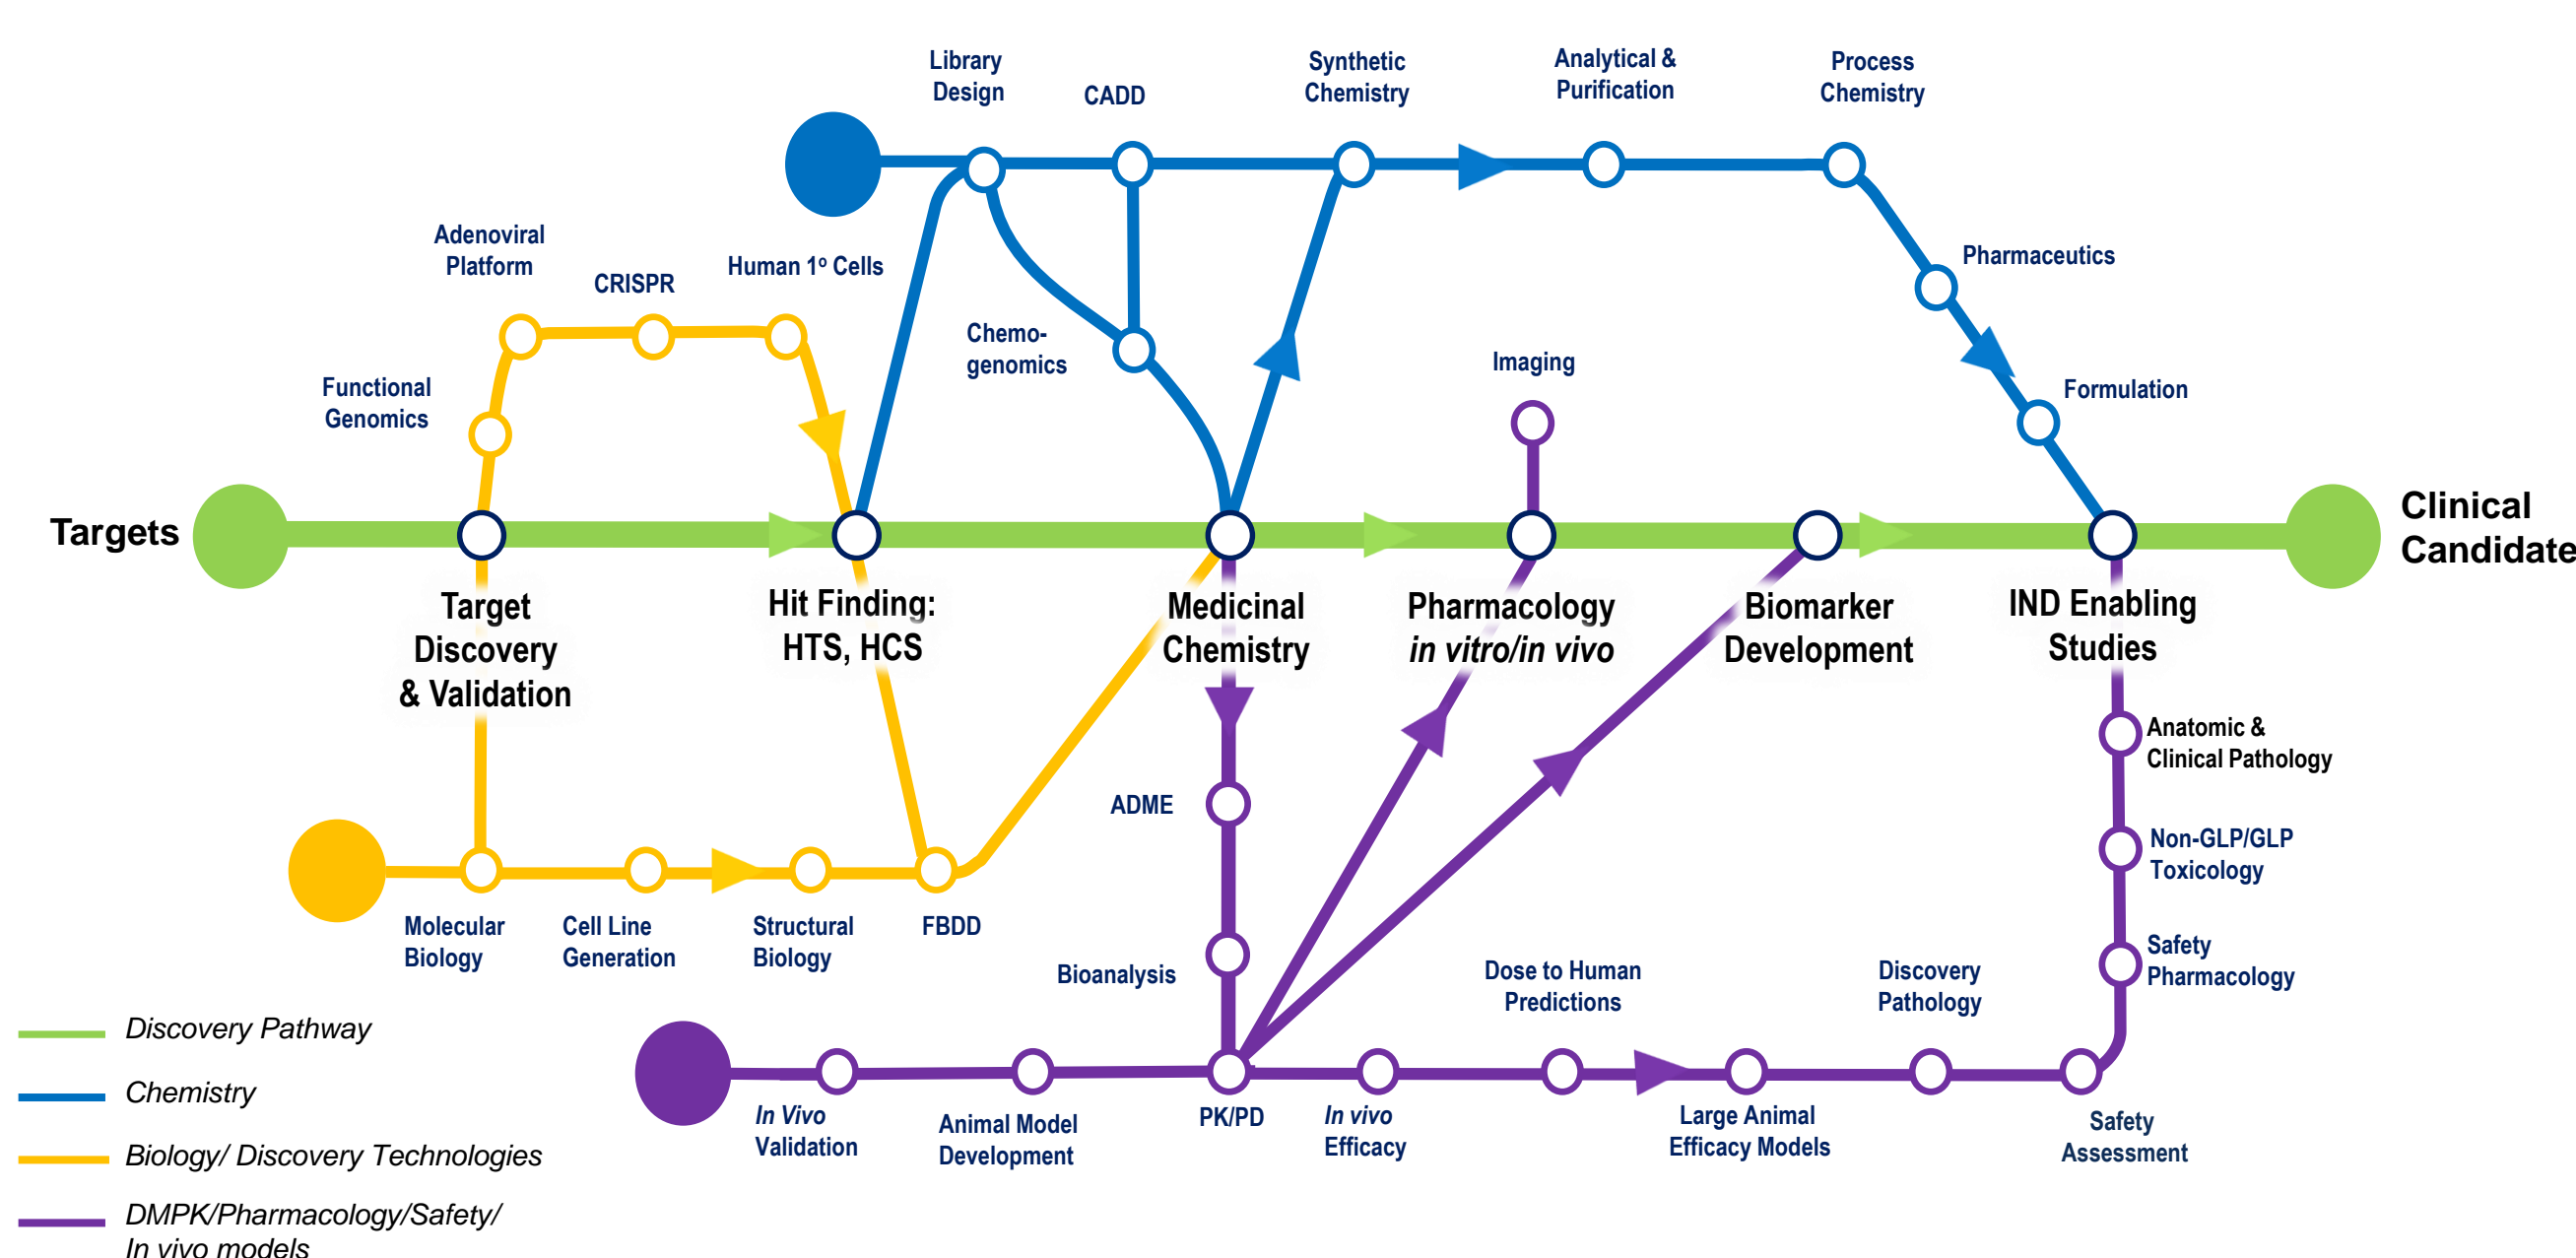 Library
Design
CADD
Synthetic
Chemistry
Analytical &
Purification
Process
Chemistry
Adenoviral
Platform
CRISPR
Human 1º Cells
Pharmaceutics
Functional
Genomics
Chemo-
genomics
Imaging
Formulation
Targets
Clinical
Candidate
Target
Discovery
& Validation
Hit Finding:
HTS, HCS
Medicinal
Chemistry
Pharmacology
in vitro/in vivo
Biomarker
Development
IND Enabling
Studies
Anatomic &
Clinical Pathology
ADME
Non-GLP/GLP
Toxicology
Molecular
Biology
Cell Line
Generation
Structural
Biology
FBDD
Bioanalysis
Dose to Human
Predictions
Discovery
Pathology
Safety
Pharmacology
In Vivo
Validation
Animal Model
Development
PK/PD
In vivo
Efficacy
Large Animal
Efficacy Models
Safety
Assessment
Discovery Pathway
Chemistry
Biology/ Discovery Technologies
DMPK/Pharmacology/Safety/
In vivo models